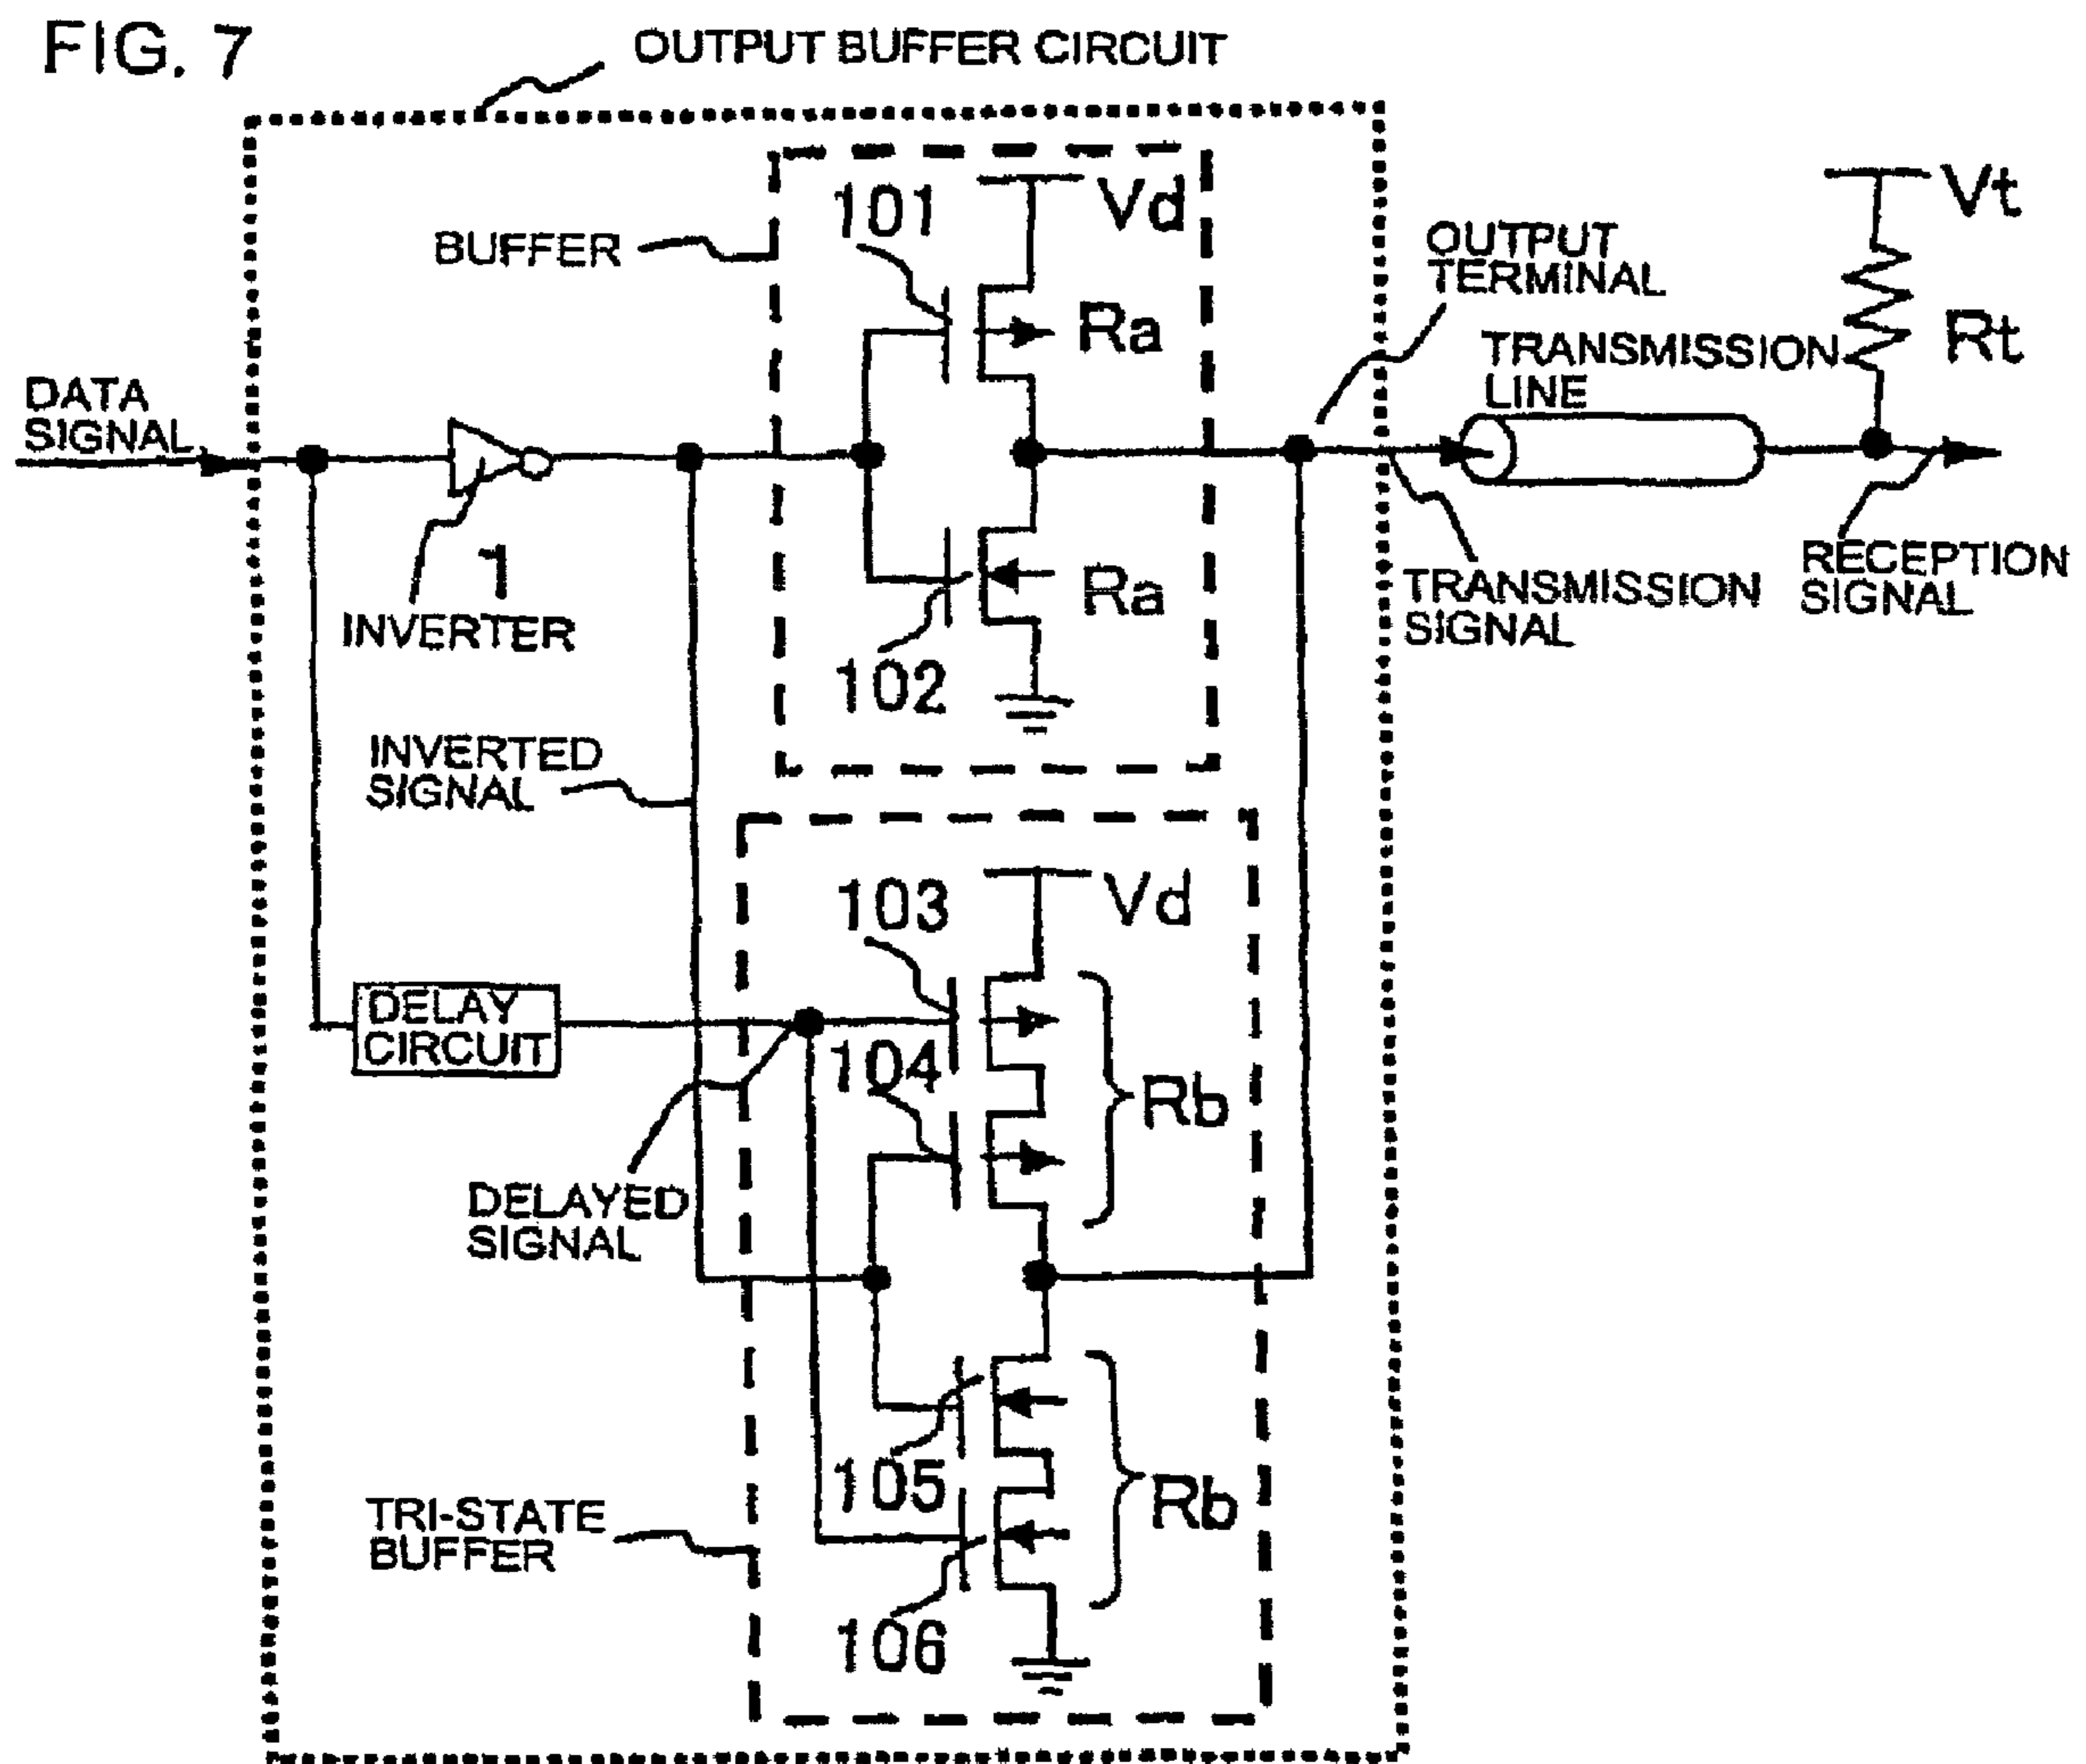 FIG. 7
OUTPUT BUFFER CIRCUIT
101
Vd
Vt
BUFFER
OUTPUT
TERMINAL
Ra
Rt
TRANSMISSION
LINE
DATA
SIGNAL
1
INVERTER
Ra
102
TRANSMISSION
SIGNAL
RECEPTION
SIGNAL
INVERTED
SIGNAL
103
Vd
DELAY
CIRCUIT
104
Rb
DELAYED
SIGNAL
105
Rb
TRI-STATE
BUFFER
106